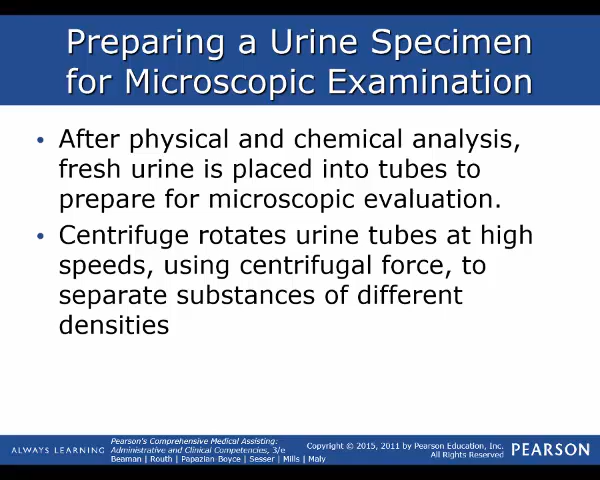 Preparing a Urine Specimen
for Microscopic Examination
• After physical and chemical analysis,
fresh urine is placed into tubes to
prepare for microscopic evaluation.
• Centrifuge rotates urine tubes at high
speeds, using centrifugal force, to
separate substances of different
densities
ALWAYS LEARNING
Pearson's Comprehensive Medical Assisting:
Administrative and Clinical Competencies, 3/e
Beaman | Routh | Papazian Boyce | Sesser | Mills | Maly
Copyright © 2015, 2011 by Pearson Education, Inc.
All Rights Reserved
PEARSON